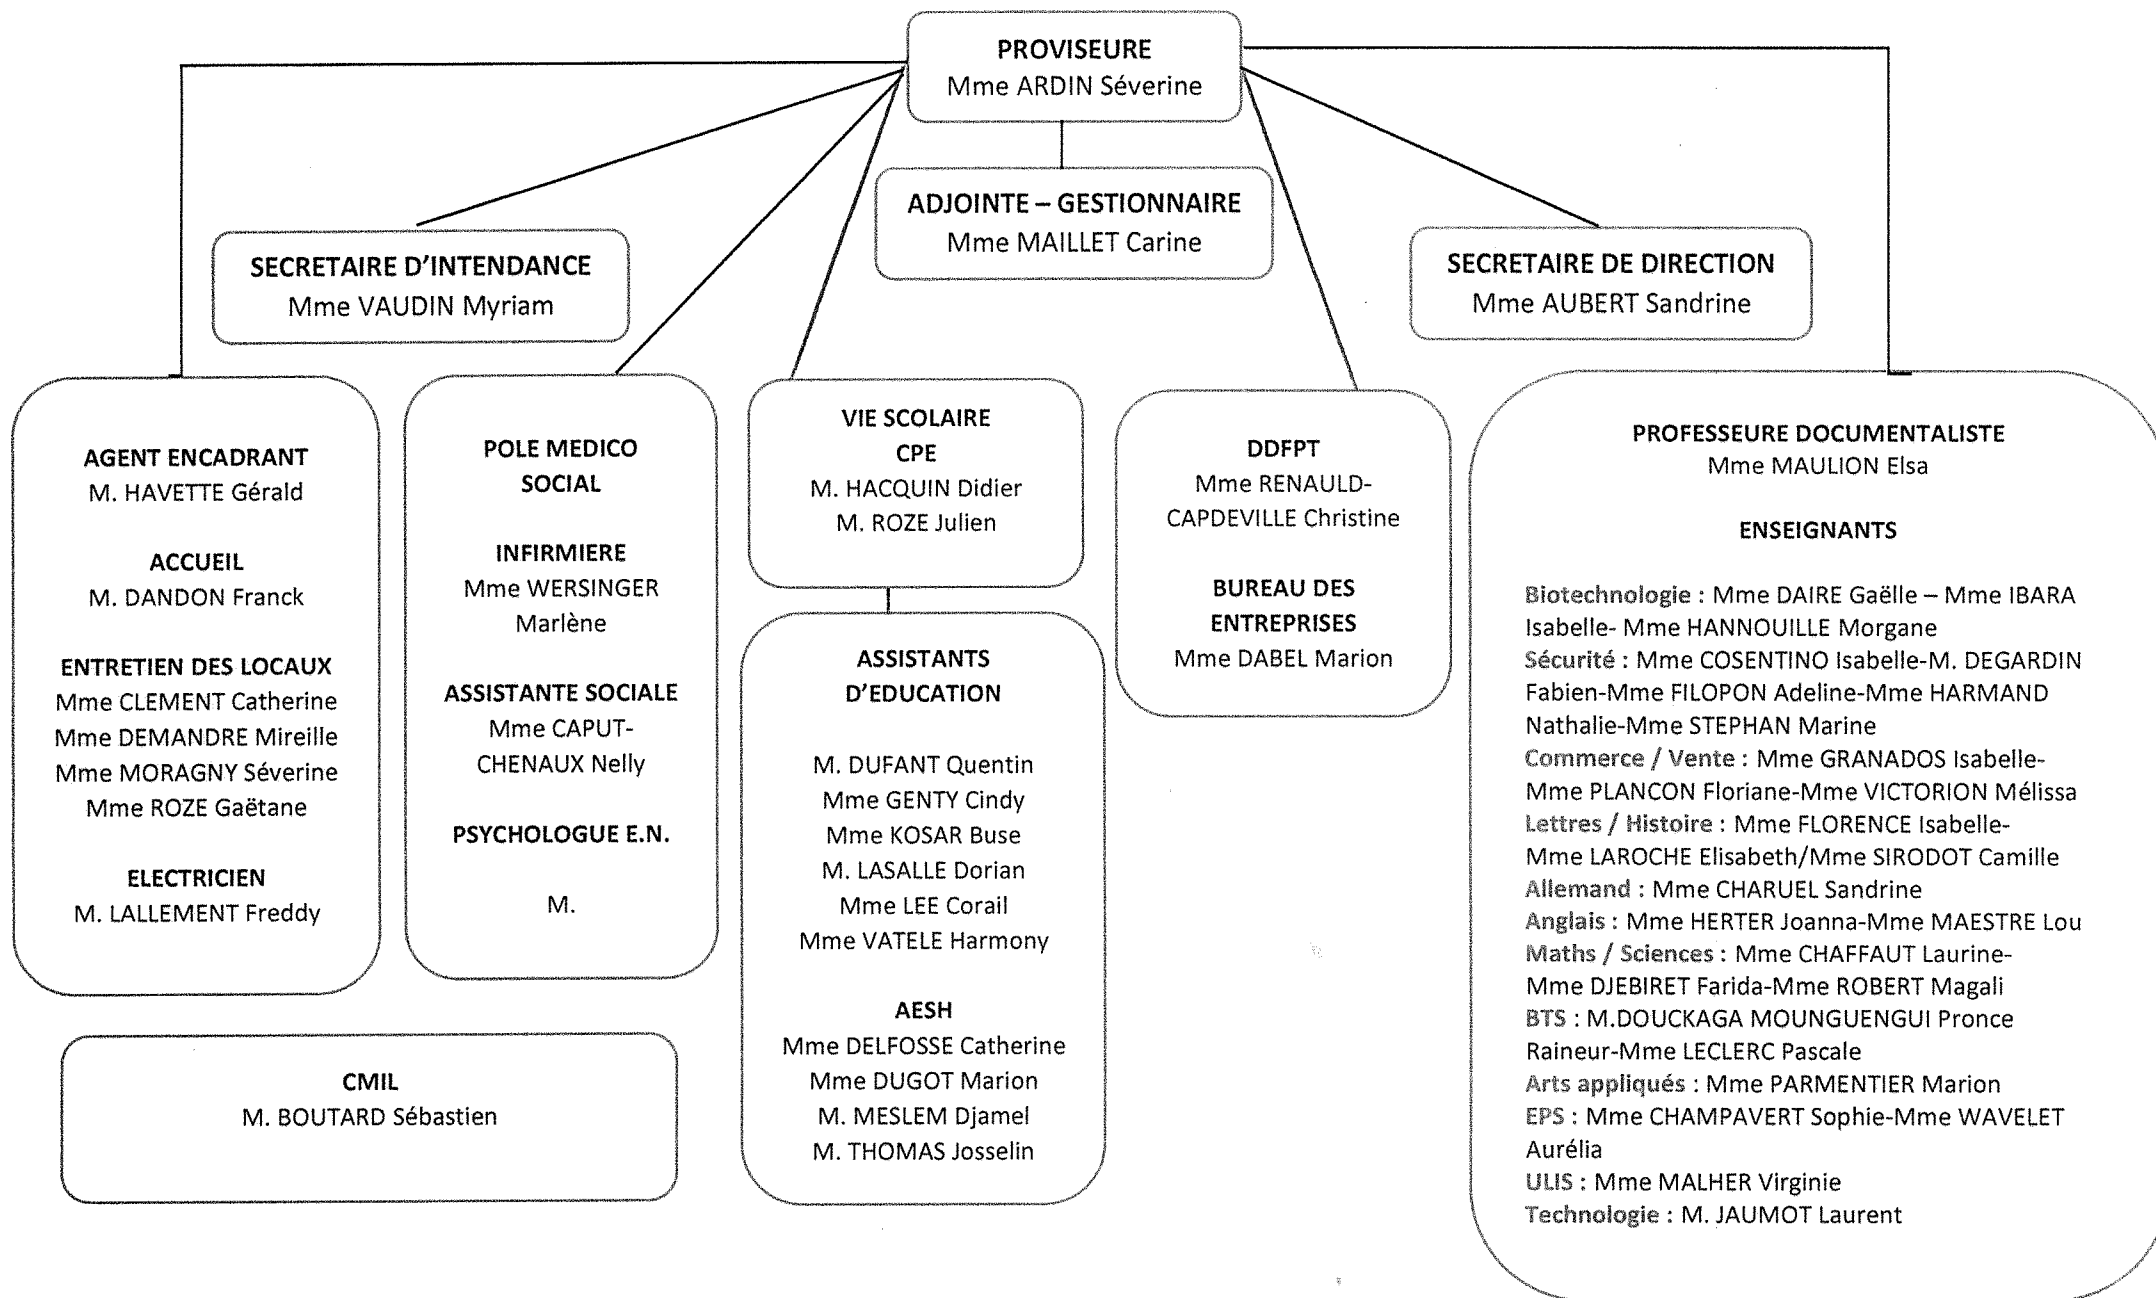 PROVISEURE
Mme ARDIN Séverine
ADJOINTE – GESTIONNAIRE
Mme MAILLET Carine
SECRETAIRE D'INTENDANCE
Mme VAUDIN Myriam
SECRETAIRE DE DIRECTION
Mme AUBERT Sandrine
AGENT ENCADRANT
M. HAVETTE Gérald
ACCUEIL
M. DANDON Franck
ENTRETIEN DES LOCAUX
Mme CLEMENT Catherine
Mme DEMANDRE Mireille
Mme MORAGNY Séverine
Mme ROZE Gaëtane
ELECTRICIEN
M. LALLEMENT Freddy
POLE MEDICO
SOCIAL
INFIRMIERE
Mme WERSINGER
Marlène
ASSISTANTE SOCIALE
Mme CAPUT-
CHENAUX Nelly
PSYCHOLOGUE E.N.
M.
VIE SCOLAIRE
CPE
M. HACQUIN Didier
M. ROZE Julien
ASSISTANTS
D'EDUCATION
M. DUFANT Quentin
Mme GENTY Cindy
Mme KOSAR Buse
M. LASALLE Dorian
Mme LEE Corail
Mme VATELE Harmony
AESH
Mme DELFOSSE Catherine
Mme DUGOT Marion
M. MESLEM Djamel
M. THOMAS Josselin
DDFPT
Mme RENAULD-
CAPDEVILLE Christine
BUREAU DES
ENTREPRISES
Mme DABEL Marion
PROFESSEURE DOCUMENTALISTE
Mme MAULION Elsa
ENSEIGNANTS
Biotechnologie : Mme DAIRE Gaëlle – Mme IBARA
Isabelle- Mme HANNOUILLE Morgane
Sécurité : Mme COSENTINO Isabelle-M. DEGARDIN
Fabien-Mme FILOPON Adeline-Mme HARMAND
Nathalie-Mme STEPHAN Marine
Commerce / Vente : Mme GRANADOS Isabelle-
Mme PLANCON Floriane-Mme VICTORION Mélissa
Lettres / Histoire : Mme FLORENCE Isabelle-
Mme LAROCHE Elisabeth/Mme SIRODOT Camille
Allemand : Mme CHARUEL Sandrine
Anglais : Mme HERTER Joanna-Mme MAESTRE Lou
Maths / Sciences : Mme CHAFFAUT Laurine-
Mme DJEBIRET Farida-Mme ROBERT Magali
BTS : M.DOUCKAGA MOUNGUENGUI Pronce
Raineur-Mme LECLERC Pascale
Arts appliqués : Mme PARMENTIER Marion
EPS : Mme CHAMPAVERT Sophie-Mme WAVELET
Aurélia
ULIS : Mme MALHER Virginie
Technologie : M. JAUMOT Laurent
CMIL
M. BOUTARD Sébastien